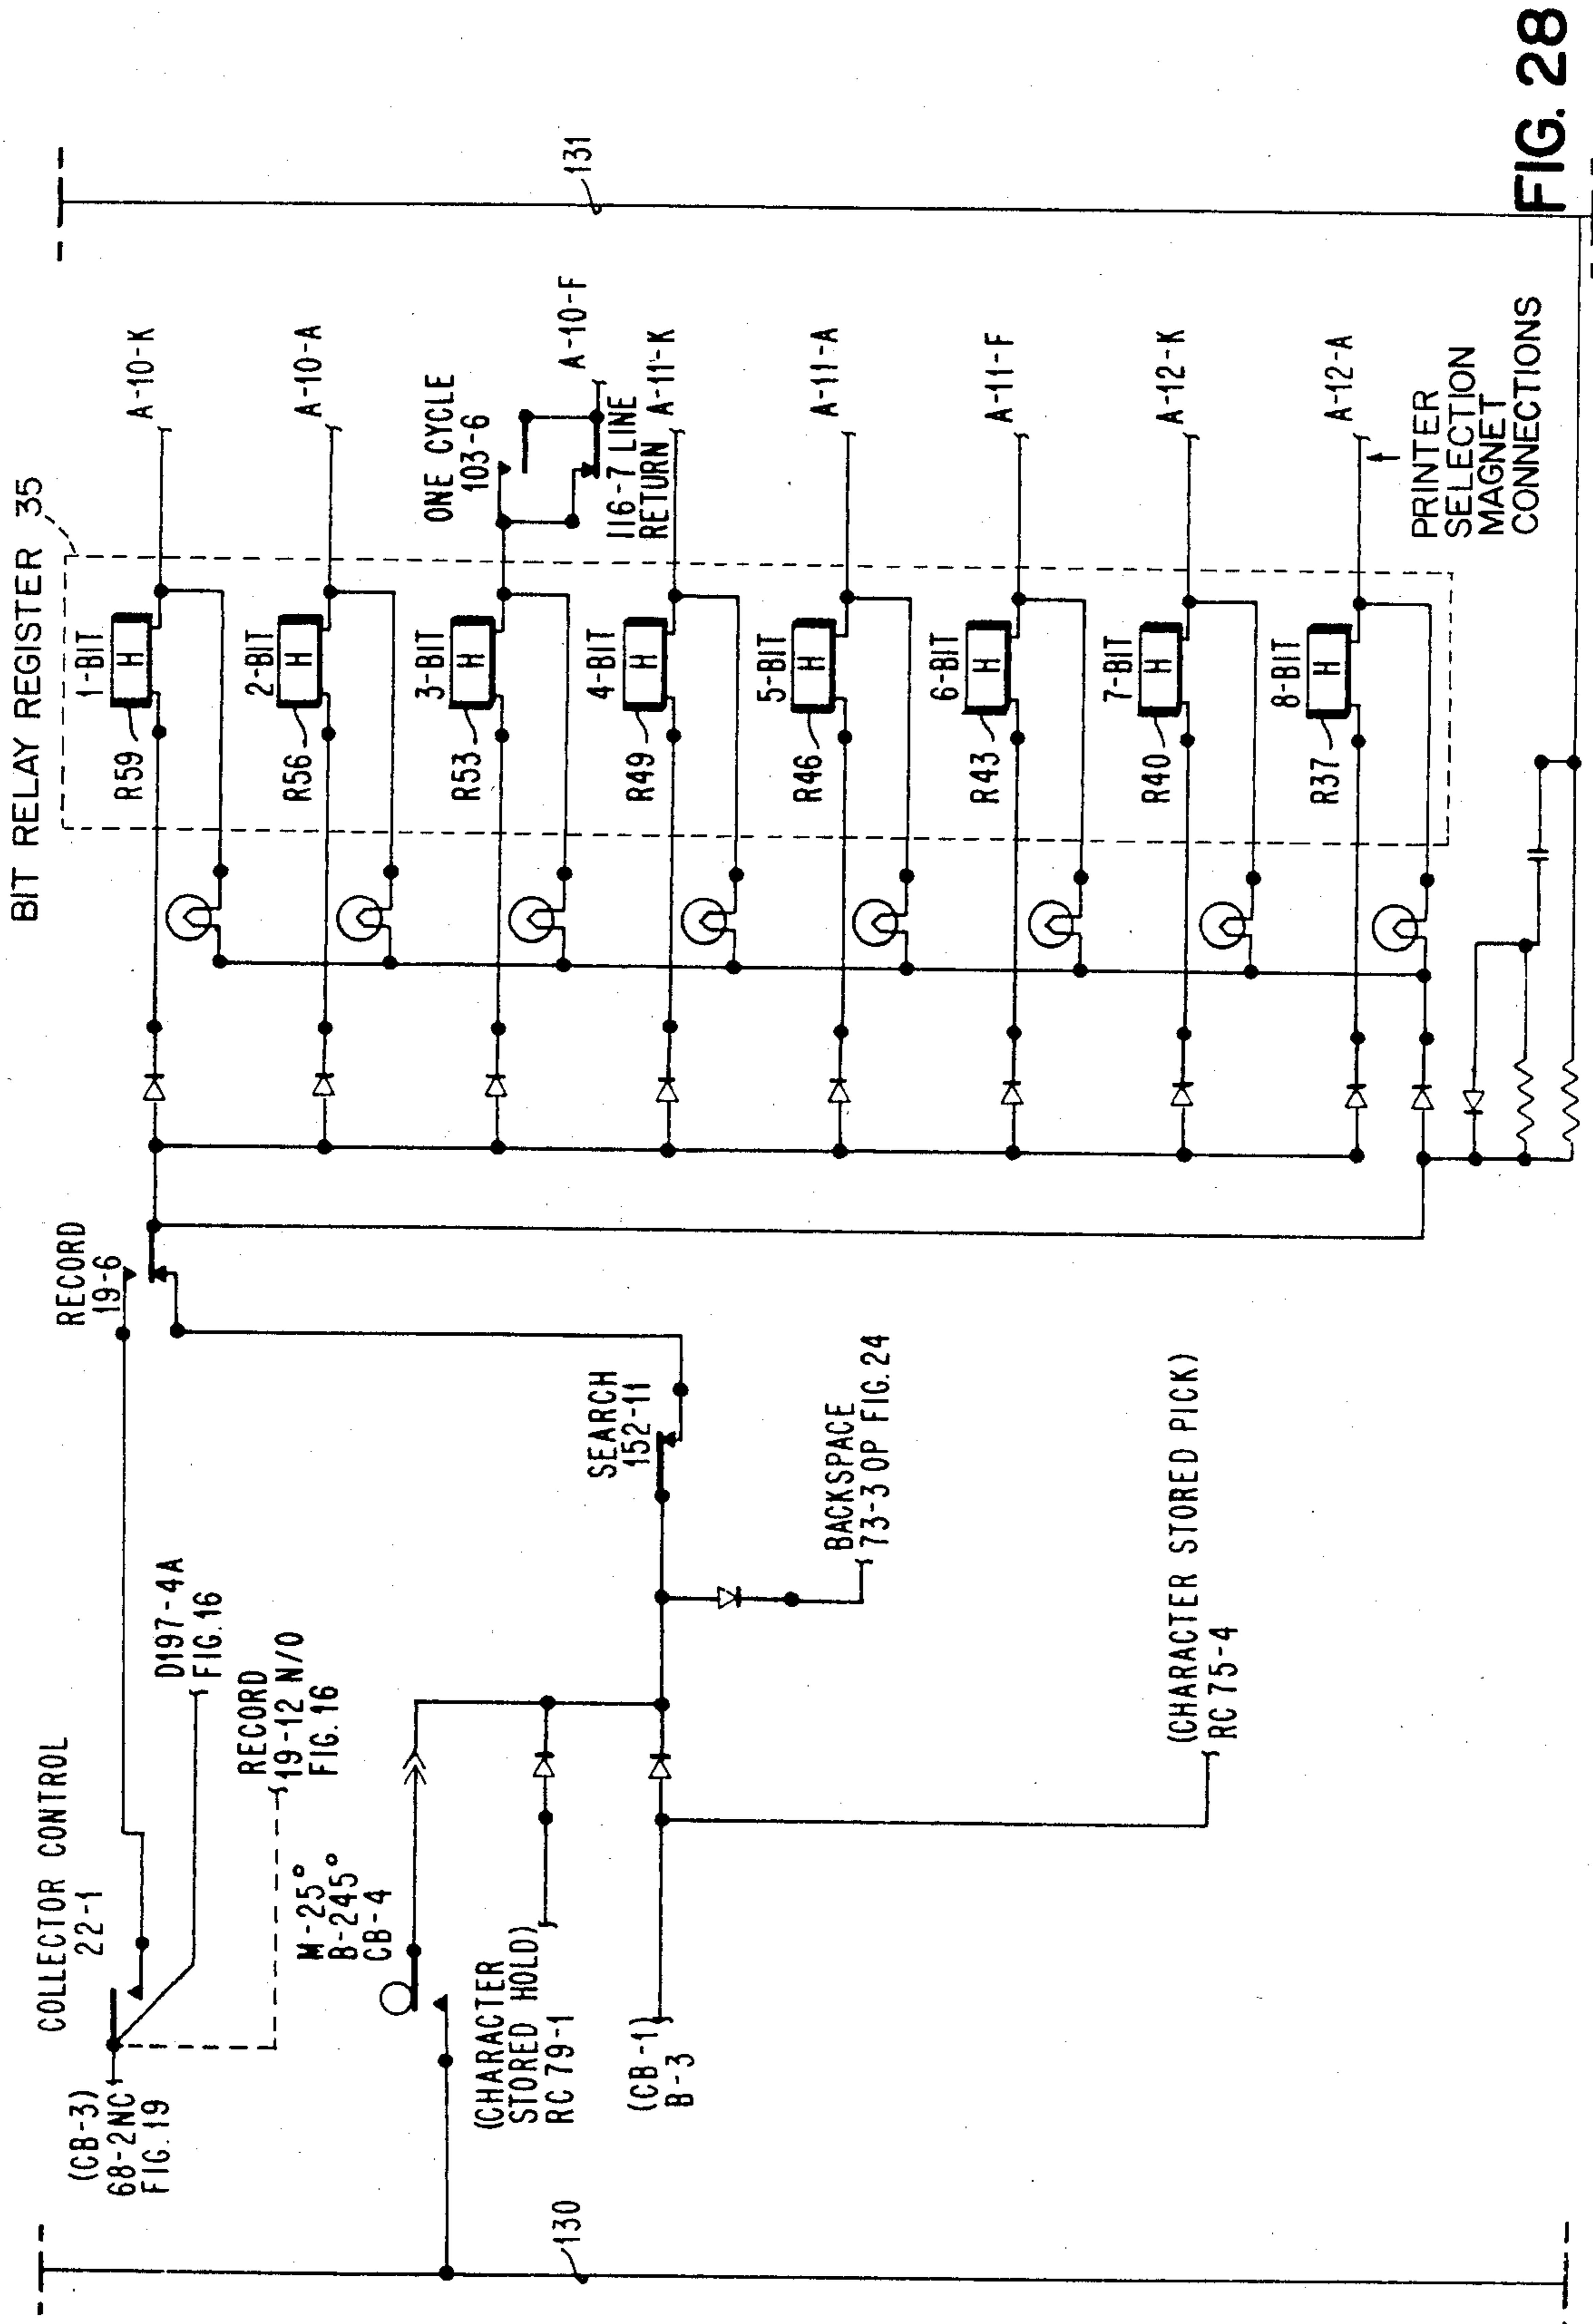 BIT RELAY REGISTER 35
1-BIT
H
R59
A-10-K
2-BIT
H
R56
A-10-A
3-BIT
H
R53
ONE CYCLE
103-6
A-10-F
116-7 LINE
RETURN
4-BIT
H
R49
A-11-K
5-BIT
H
R46
A-11-A
6-BIT
H
R43
A-11-F
7-BIT
H
R40
A-12-K
8-BIT
H
R37
A-12-A
PRINTER
SELECTION
MAGNET
CONNECTIONS
131
RECORD
19-6
COLLECTOR CONTROL
22-1
(CB-3)
68-2NC
FIG.19
D197-4A
FIG.16
RECORD
19-12 N/O
FIG.16
M-25°
B-245°
CB-4
(CHARACTER
STORED HOLD)
RC 79-1
(CB-1)
B-3
SEARCH
152-11
BACKSPACE
73-3 OP FIG.24
(CHARACTER STORED PICK)
RC 75-4
130
FIG. 28